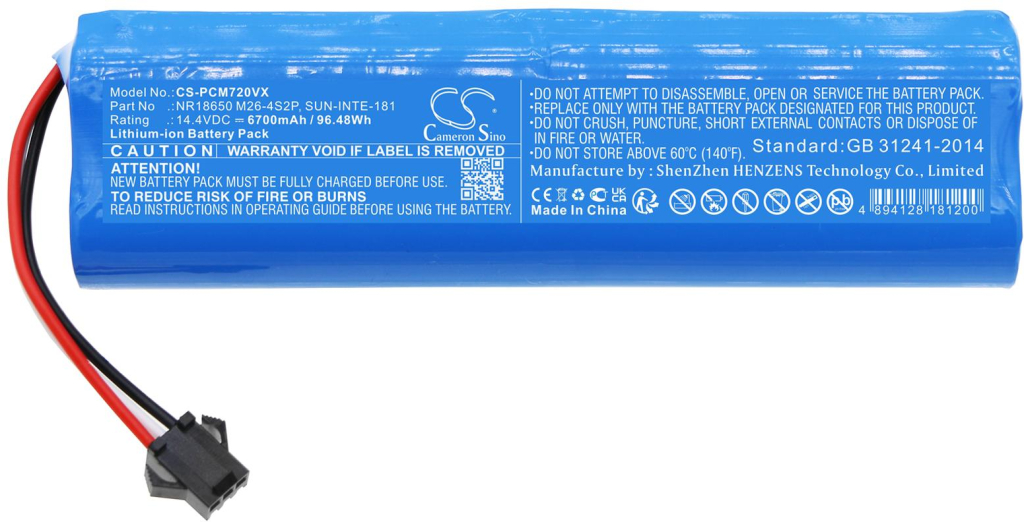 Model No.:CS-PCM720VX
Part No .:NR18650 M26-4S2P, SUN-INTE-181
Rating .:14.4VDC ⎓ 6700mAh / 96.48Wh
Lithium-ion Battery Pack
CS
Cameron Sino
CAUTION WARRANTY VOID IF LABEL IS REMOVED
ATTENTION!
NEW BATTERY PACK MUST BE FULLY CHARGED BEFORE USE.
TO REDUCE RISK OF FIRE OR BURNS
READ INSTRUCTIONS IN OPERATING GUIDE BEFORE USING THE BATTERY.
•DO NOT ATTEMPT TO DISASSEMBLE, OPEN OR SERVICE THE BATTERY PACK.
•REPLACE ONLY WITH THE BATTERY PACK DESIGNATED FOR THIS PRODUCT.
•DO NOT CRUSH, PUNCTURE, SHORT EXTERNAL CONTACTS OR DISPOSE OF
IN FIRE OR WATER.
•DO NOT STORE ABOVE 60℃ (140℉). Standard:GB 31241-2014
Manufacture by : ShenZhen HENZENS Technology Co., Limited
CE UK CA
Made In China
Pb
4 894128 181200